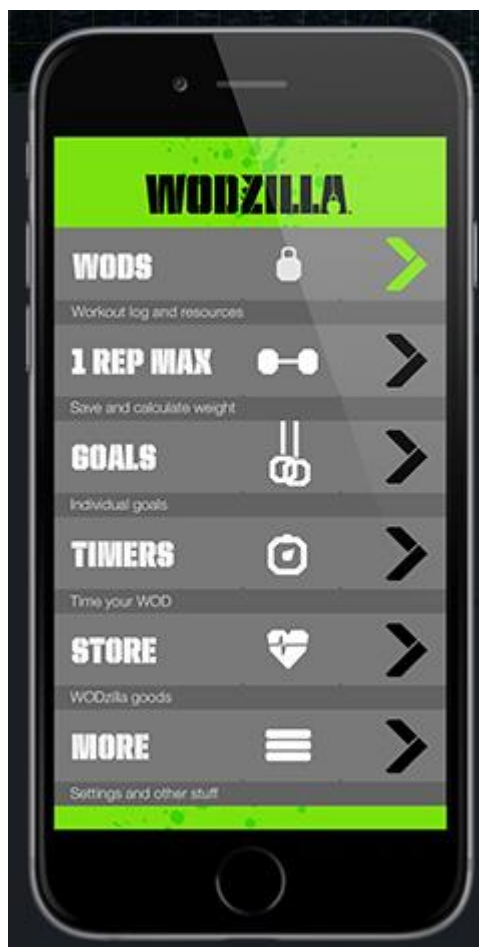 WODZILLA
WODS
Workout log and resources
1 REP MAX
Save and calculate weight
GOALS
Individual goals
TIMERS
Time your WOD
STORE
WODzilla goods
MORE
Settings and other stuff